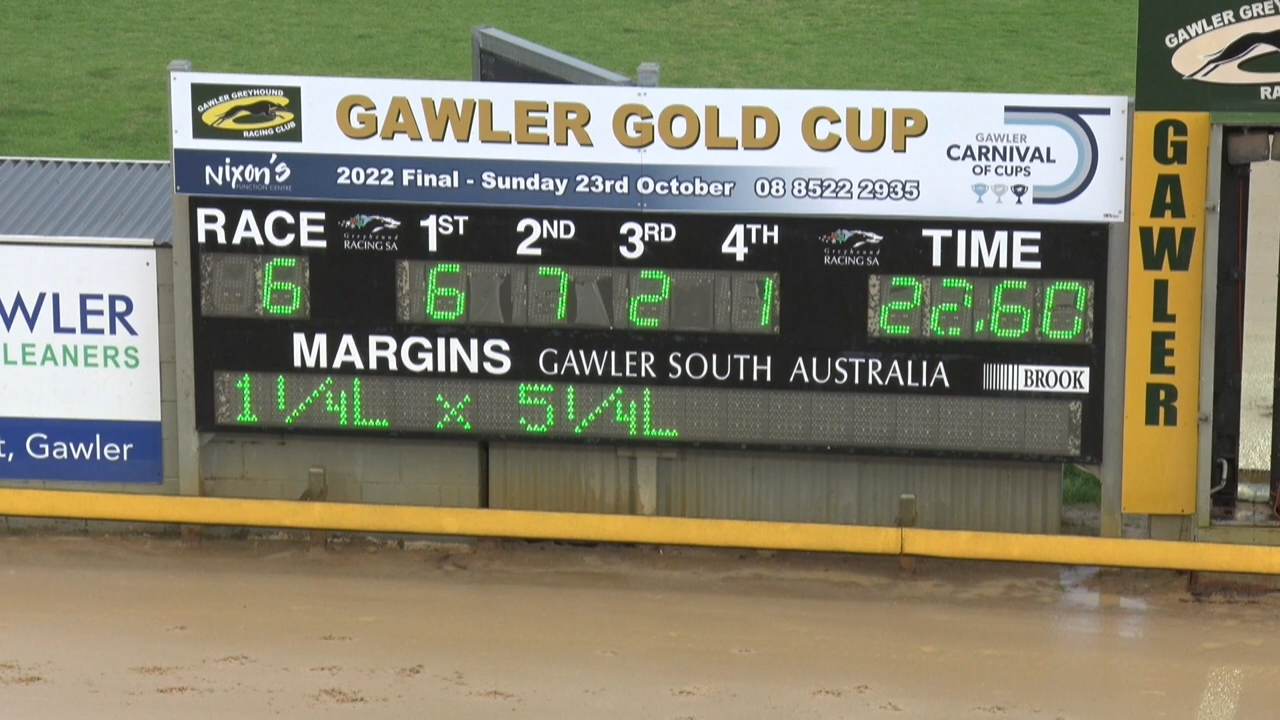 GAWLER GREYHOUND
RACING CLUB
GAWLER GOLD CUP
GAWLER
CARNIVAL
OF CUPS
Nixon's
FUNCTION CENTRE
2022 Final - Sunday 23rd October 08 8522 2935
RACE
Greyhound
RACING SA
1ST 2ND 3RD 4TH
Greyhound
RACING SA
TIME
6 6 7 2 1 22.60
MARGINS GAWLER SOUTH AUSTRALIA BROOK
1 1/4L x 5 1/4L
WLER
LEANERS
t, Gawler
GAWLER GREY
RA
GAWLER